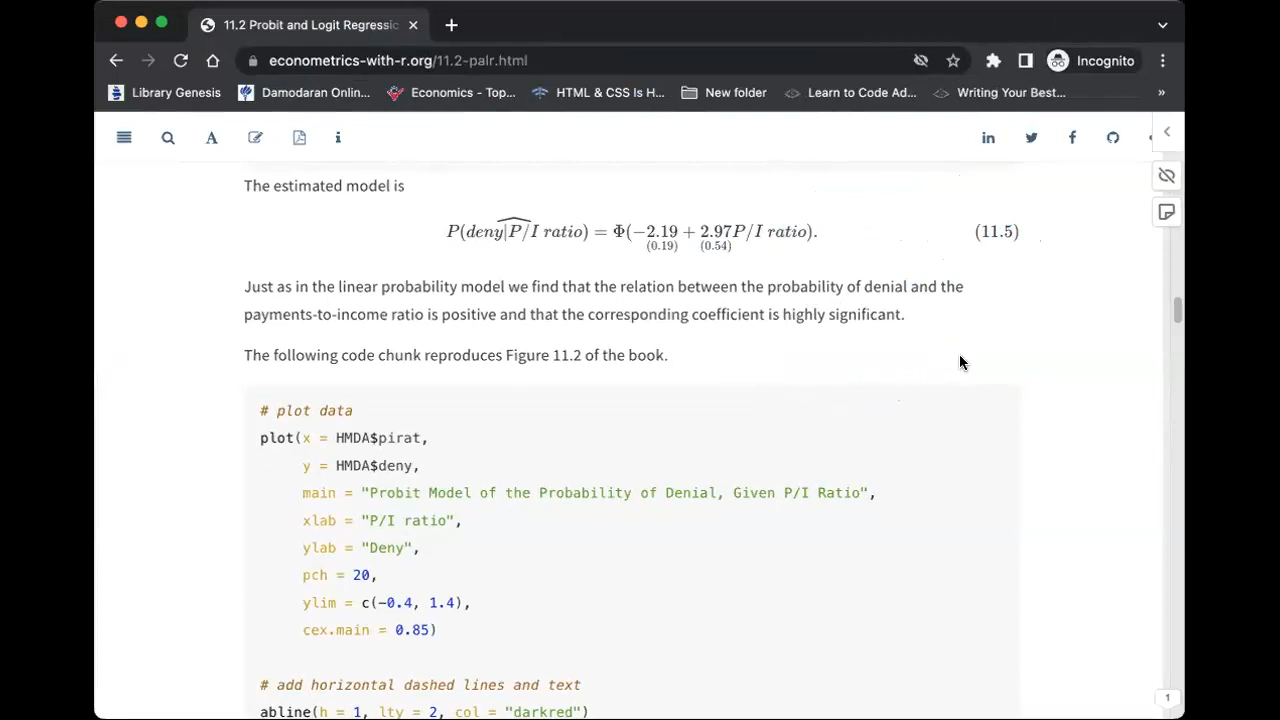 11.2 Probit and Logit Regressic
econometrics-with-r.org/11.2-palr.html
Incognito
Library Genesis
Damodaran Onlin...
Economics - Top...
HTML & CSS Is H...
New folder
Learn to Code Ad...
Writing Your Best...
»
The estimated model is
P(deny|P/I ratio) = Φ(−2.19 + 2.97P/I ratio). (11.5)
(0.19) (0.54)
Just as in the linear probability model we find that the relation between the probability of denial and the
payments-to-income ratio is positive and that the corresponding coefficient is highly significant.
The following code chunk reproduces Figure 11.2 of the book.
# plot data
plot(x = HMDA$pirat,
y = HMDA$deny,
main = "Probit Model of the Probability of Denial, Given P/I Ratio",
xlab = "P/I ratio",
ylab = "Deny",
pch = 20,
ylim = c(-0.4, 1.4),
cex.main = 0.85)
# add horizontal dashed lines and text
abline(h = 1, lty = 2, col = "darkred")
1